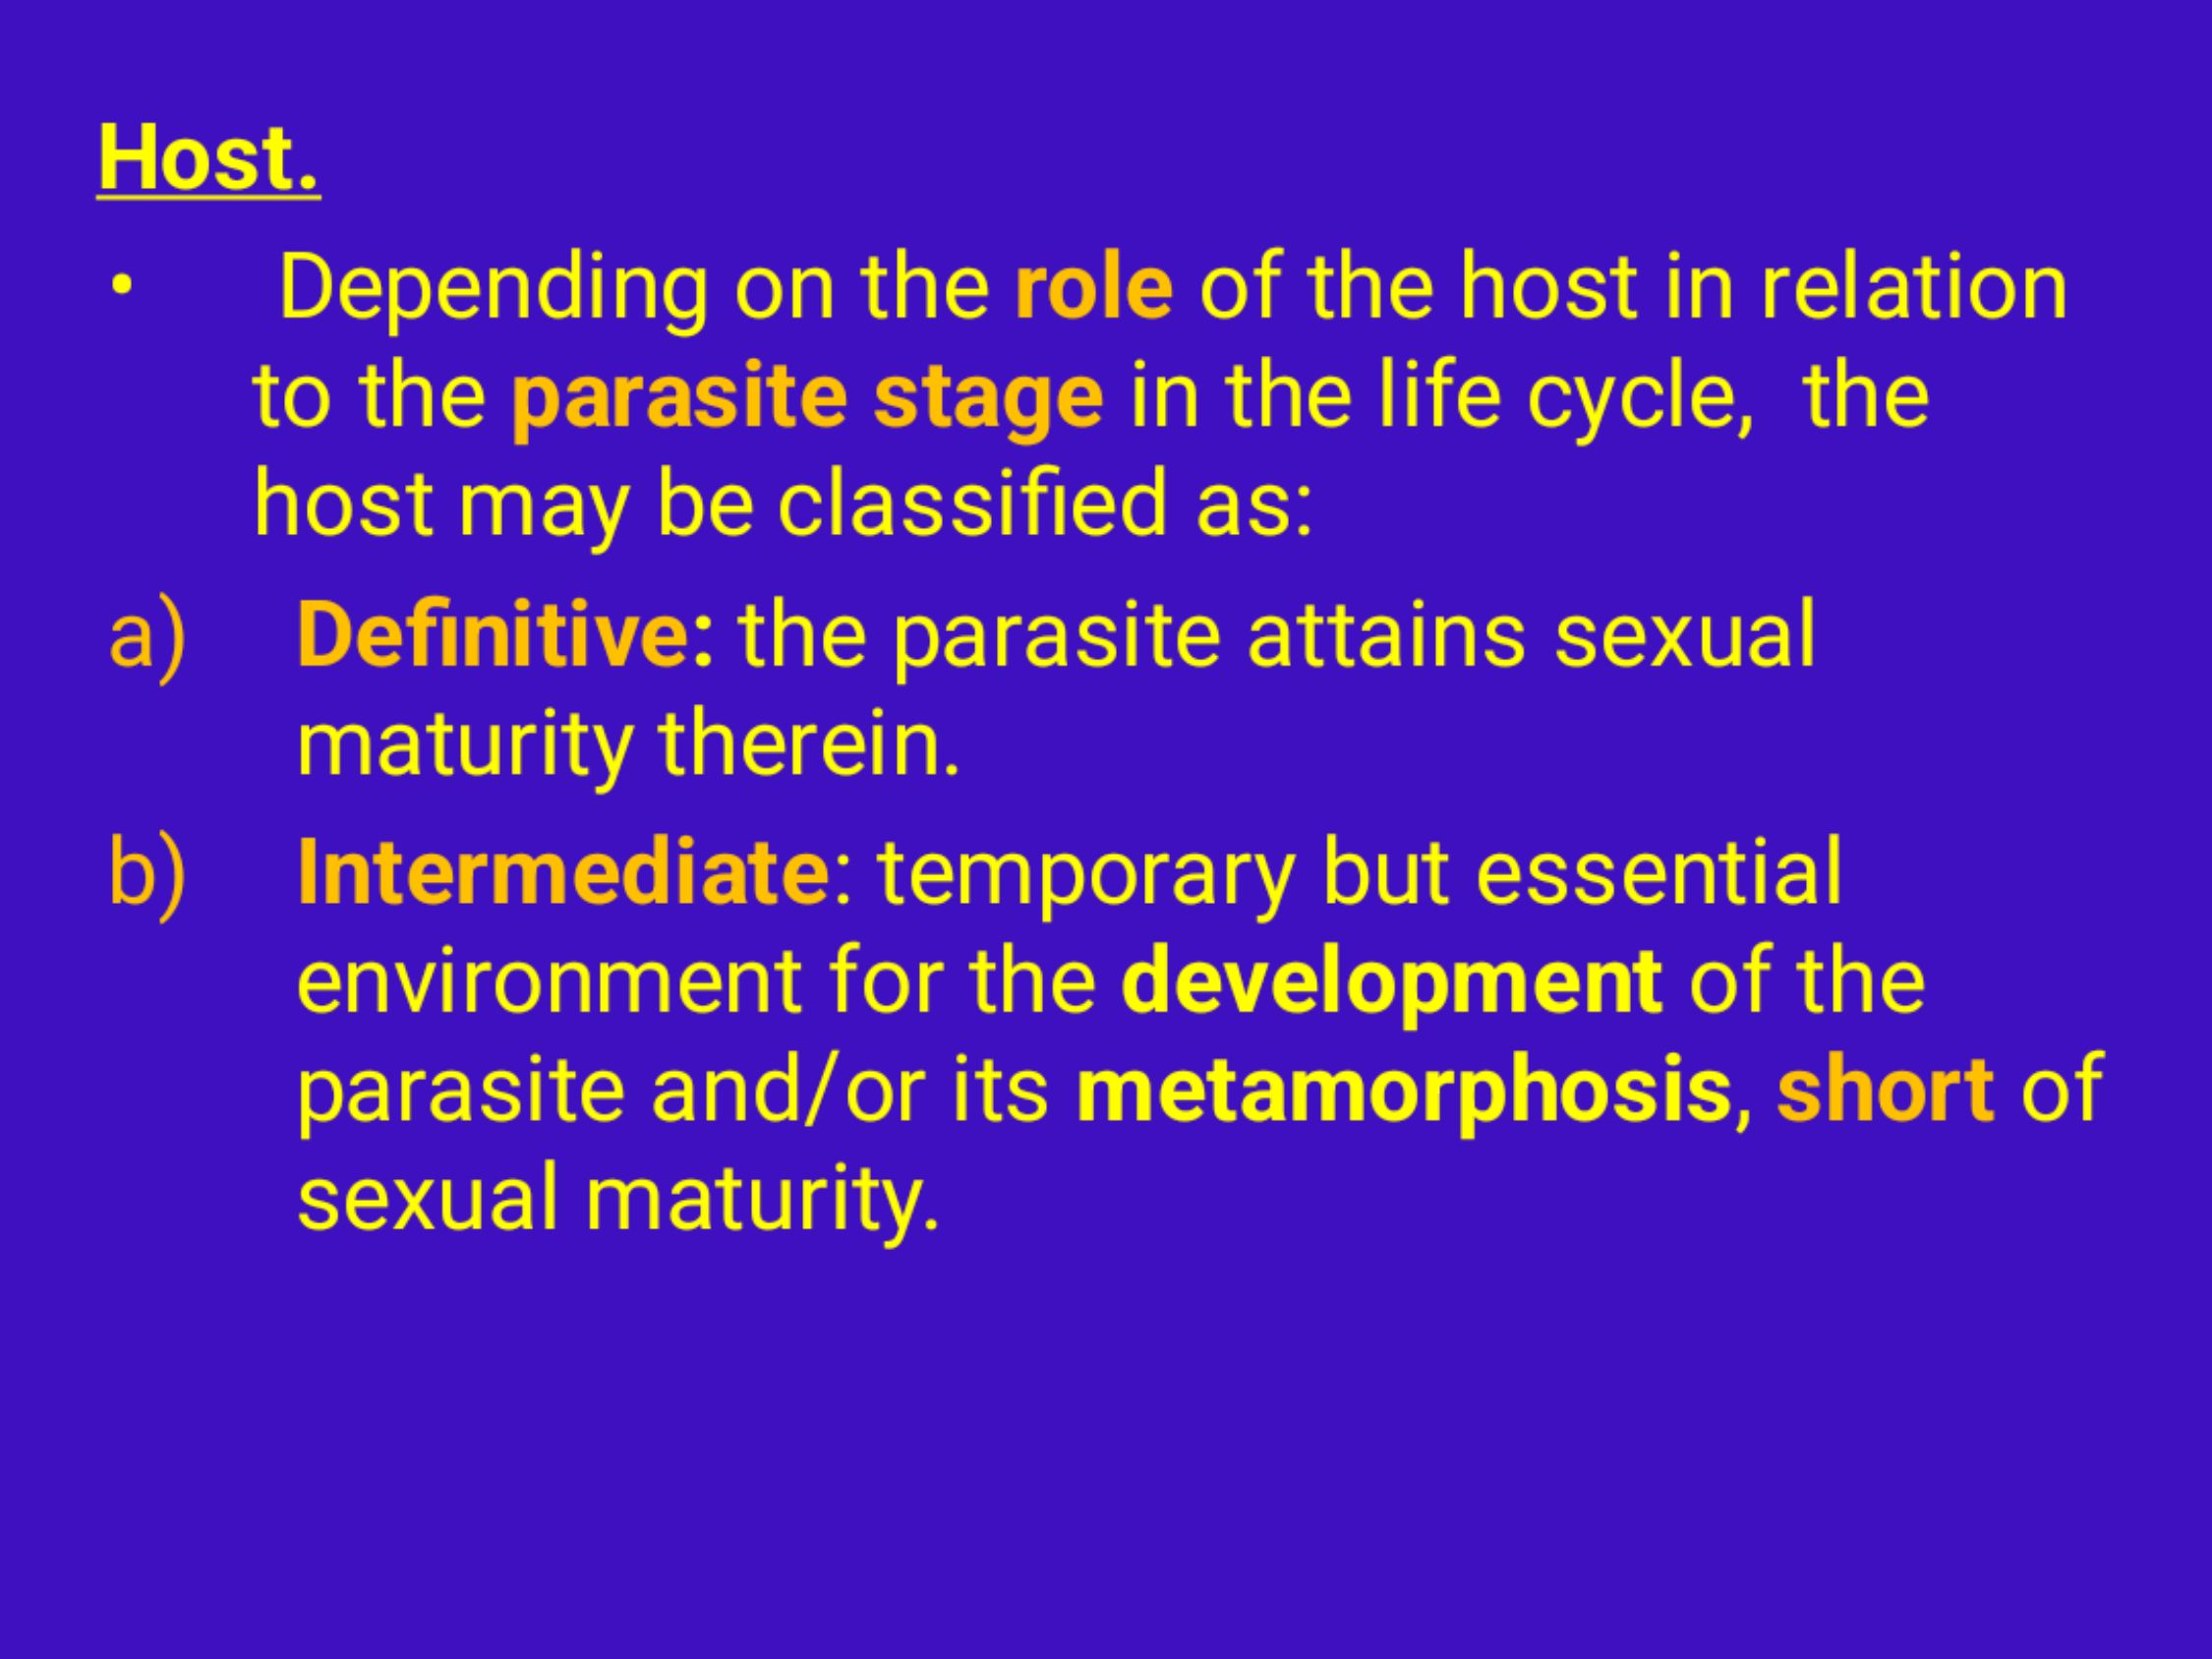 Host.
• Depending on the role of the host in relation
to the parasite stage in the life cycle,  the
host may be classified as:
a) Definitive: the parasite attains sexual
maturity therein.
b) Intermediate: temporary but essential
environment for the development of the
parasite and/or its metamorphosis, short of
sexual maturity.